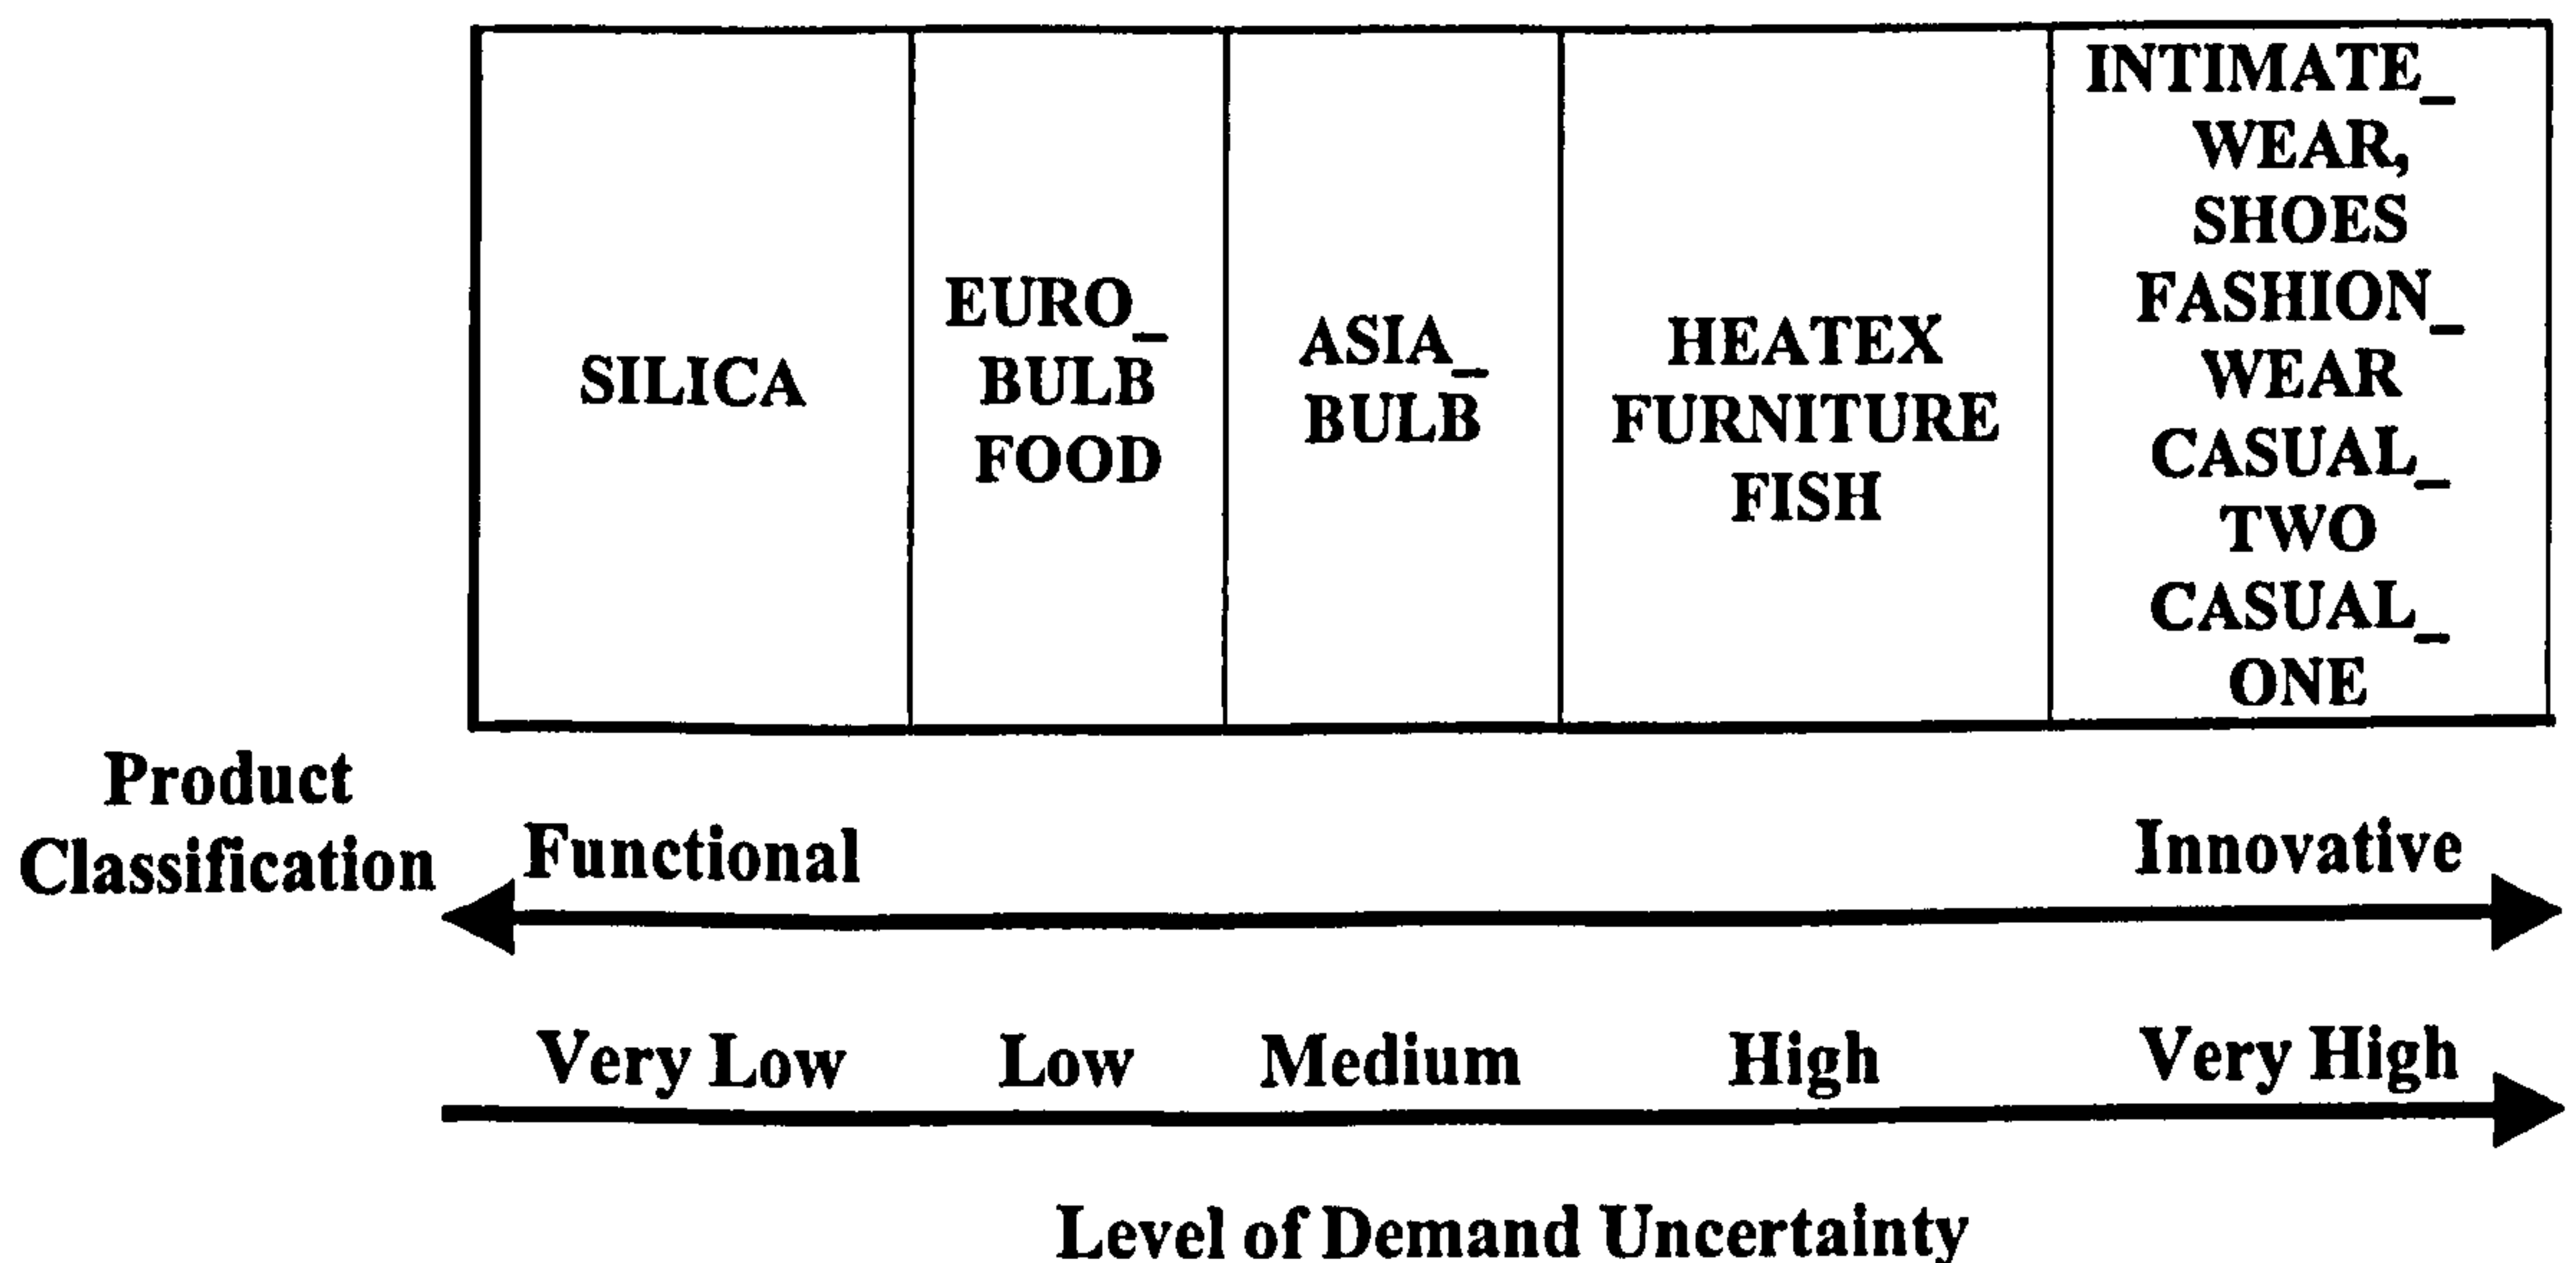 SILICA
EURO_
BULB
FOOD
ASIA_
BULB
HEATEX
FURNITURE
FISH
INTIMATE_
WEAR,
SHOES
FASHION_
WEAR
CASUAL_
TWO
CASUAL_
ONE
Product
Classification
Functional
Innovative
Very Low
Low
Medium
High
Very High
Level of Demand Uncertainty